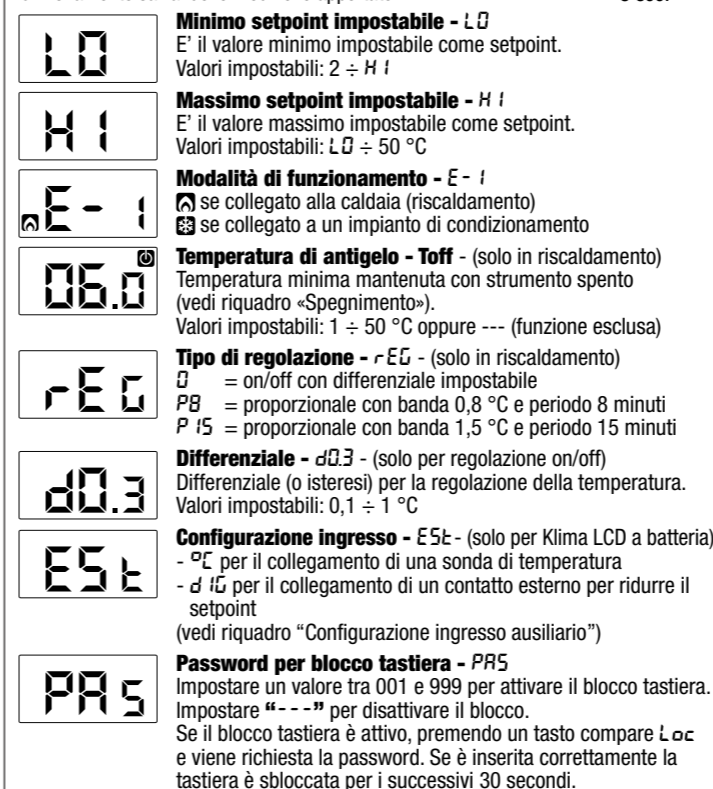 LO
Minimo setpoint impostabile - LO
E' il valore minimo impostabile come setpoint.
Valori impostabili: 2 ÷ HI
HI
Massimo setpoint impostabile - HI
E' il valore massimo impostabile come setpoint.
Valori impostabili: LO ÷ 50 °C
E- 1
Modalità di funzionamento - E- 1
se collegato alla caldaia (riscaldamento)
se collegato a un impianto di condizionamento
06.0
Temperatura di antigelo - Toff - (solo in riscaldamento)
Temperatura minima mantenuta con strumento spento
(vedi riquadro «Spegnimento»).
Valori impostabili: 1 ÷ 50 °C oppure --- (funzione esclusa)
rEG
Tipo di regolazione - rEG - (solo in riscaldamento)
0 = on/off con differenziale impostabile
P8 = proporzionale con banda 0,8 °C e periodo 8 minuti
P15 = proporzionale con banda 1,5 °C e periodo 15 minuti
d0.3
Differenziale - d0.3 - (solo per regolazione on/off)
Differenziale (o isteresi) per la regolazione della temperatura.
Valori impostabili: 0,1 ÷ 1 °C
ESt
Configurazione ingresso - ESt - (solo per Klima LCD a batteria)
- °C per il collegamento di una sonda di temperatura
- dIG per il collegamento di un contatto esterno per ridurre il
setpoint
(vedi riquadro “Configurazione ingresso ausiliario”)
PAS
Password per blocco tastiera - PAS
Impostare un valore tra 001 e 999 per attivare il blocco tastiera.
Impostare “---” per disattivare il blocco.
Se il blocco tastiera è attivo, premendo un tasto compare Loc
e viene richiesta la password. Se è inserita correttamente la
tastiera è sbloccata per i successivi 30 secondi.